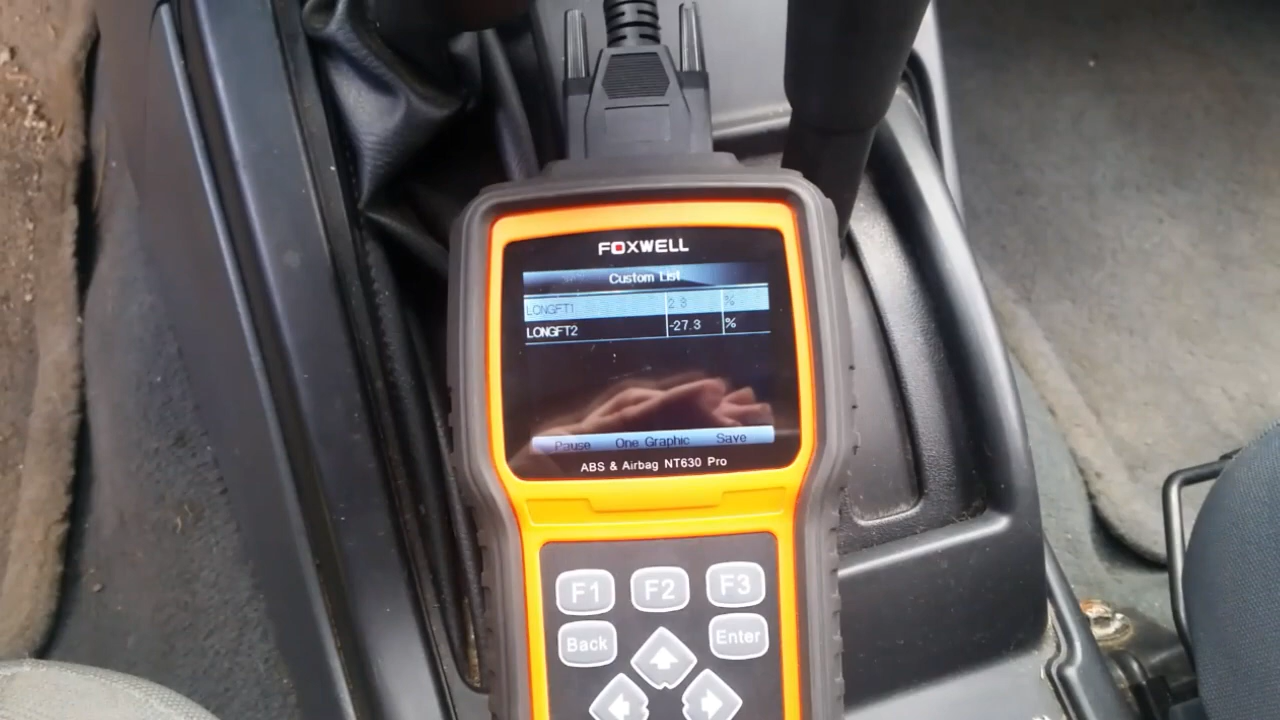 FOXWELL
Custom List
LONGFT1 2.3 %
LONGFT2 -27.3 %
Pause One Graphic Save
ABS & Airbag NT630 Pro
F1 F2 F3
Back Enter